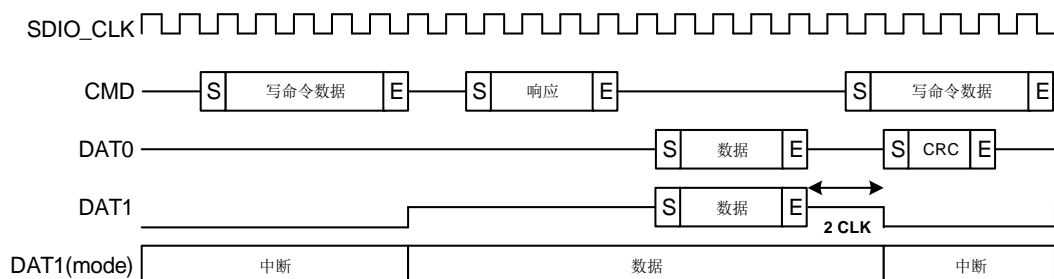 SDIO_CLK
CMD S 写命令数据 E S 响应 E S 写命令数据 E
DAT0 S 数据 E S CRC E
DAT1 S 数据 E
2 CLK
DAT1(mode) 中断 数据 中断